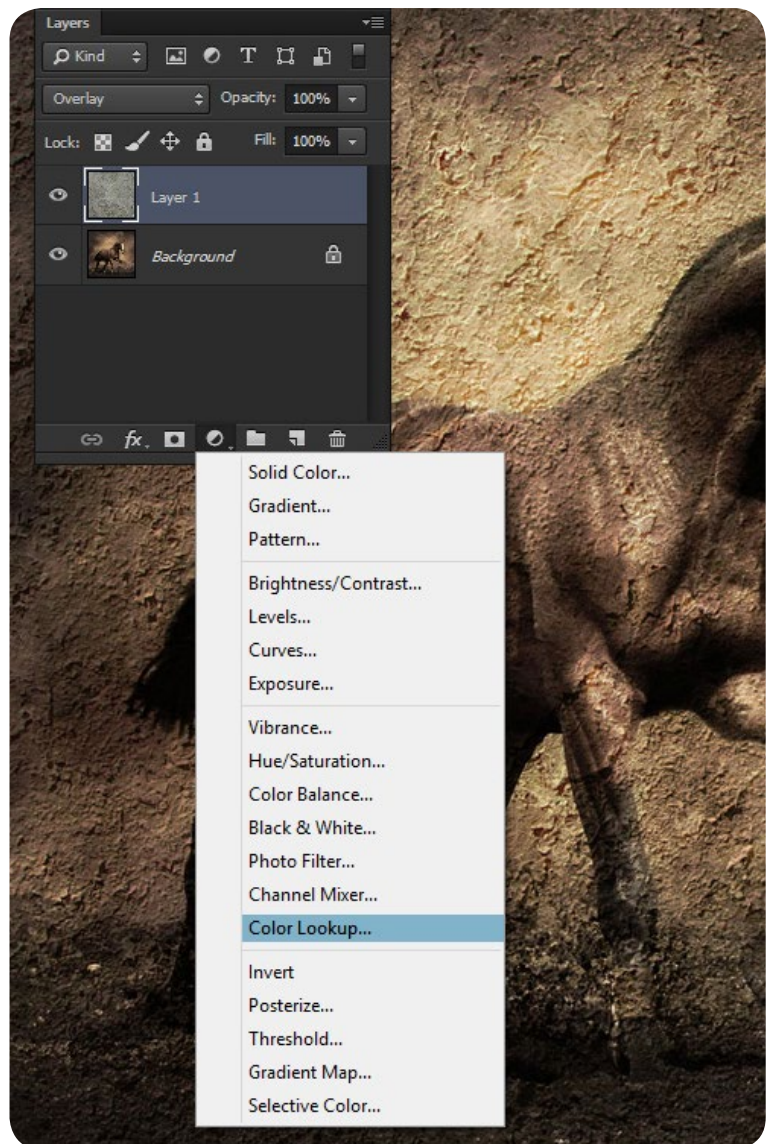 Layers
Kind
Overlay Opacity: 100%
Lock: Fill: 100%
Layer 1
Background
fx
Solid Color...
Gradient...
Pattern...
Brightness/Contrast...
Levels...
Curves...
Exposure...
Vibrance...
Hue/Saturation...
Color Balance...
Black & White...
Photo Filter...
Channel Mixer...
Color Lookup...
Invert
Posterize...
Threshold...
Gradient Map...
Selective Color...